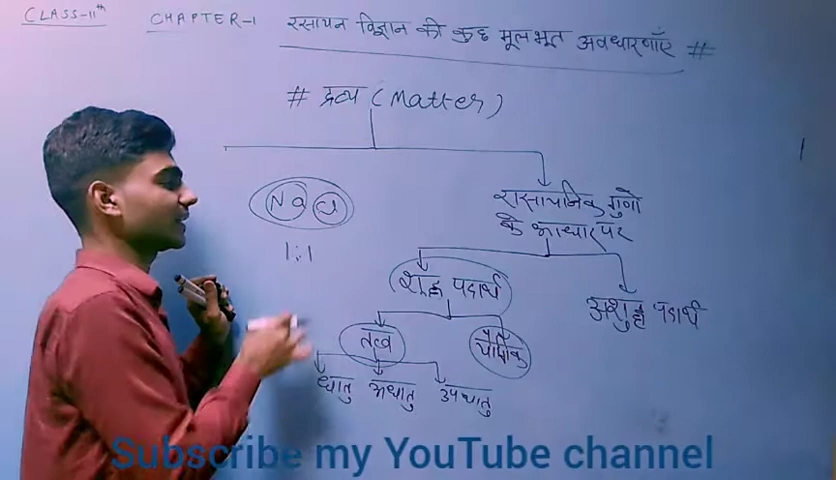 CLASS-11th CHAPTER-1 रसायन विज्ञान की कुछ मूलभूत अवधारणाएँ #
# द्रव्य (Matter)
Na Cl
1:1
रासायनिक गुणों
के आधार पर
शुद्ध पदार्थ
अशुद्ध पदार्थ
तत्व
यौगिक
धातु अधातु उपधातु
Subscribe my YouTube channel